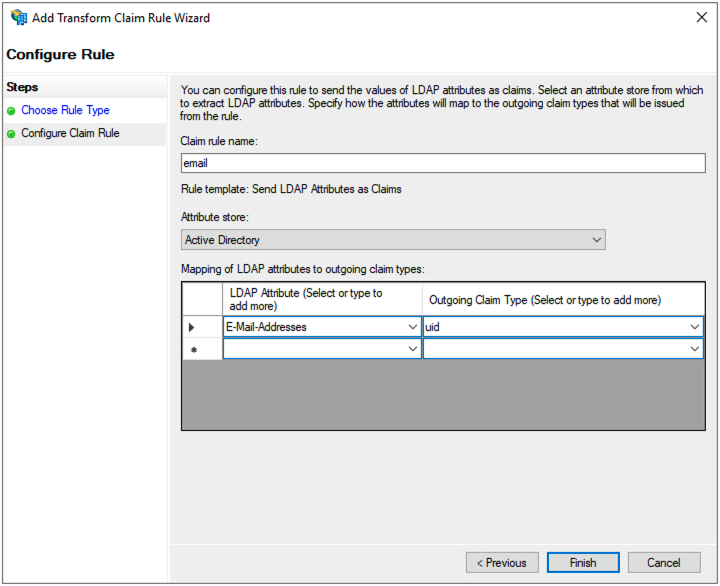 Add Transform Claim Rule Wizard
Configure Rule
Steps
Choose Rule Type
Configure Claim Rule
You can configure this rule to send the values of LDAP attributes as claims. Select an attribute store from which
to extract LDAP attributes. Specify how the attributes will map to the outgoing claim types that will be issued
from the rule.
Claim rule name:
email
Rule template: Send LDAP Attributes as Claims
Attribute store:
Active Directory
Mapping of LDAP attributes to outgoing claim types:
LDAP Attribute (Select or type to
add more)
Outgoing Claim Type (Select or type to add more)
E-Mail-Addresses
uid
< Previous
Finish
Cancel